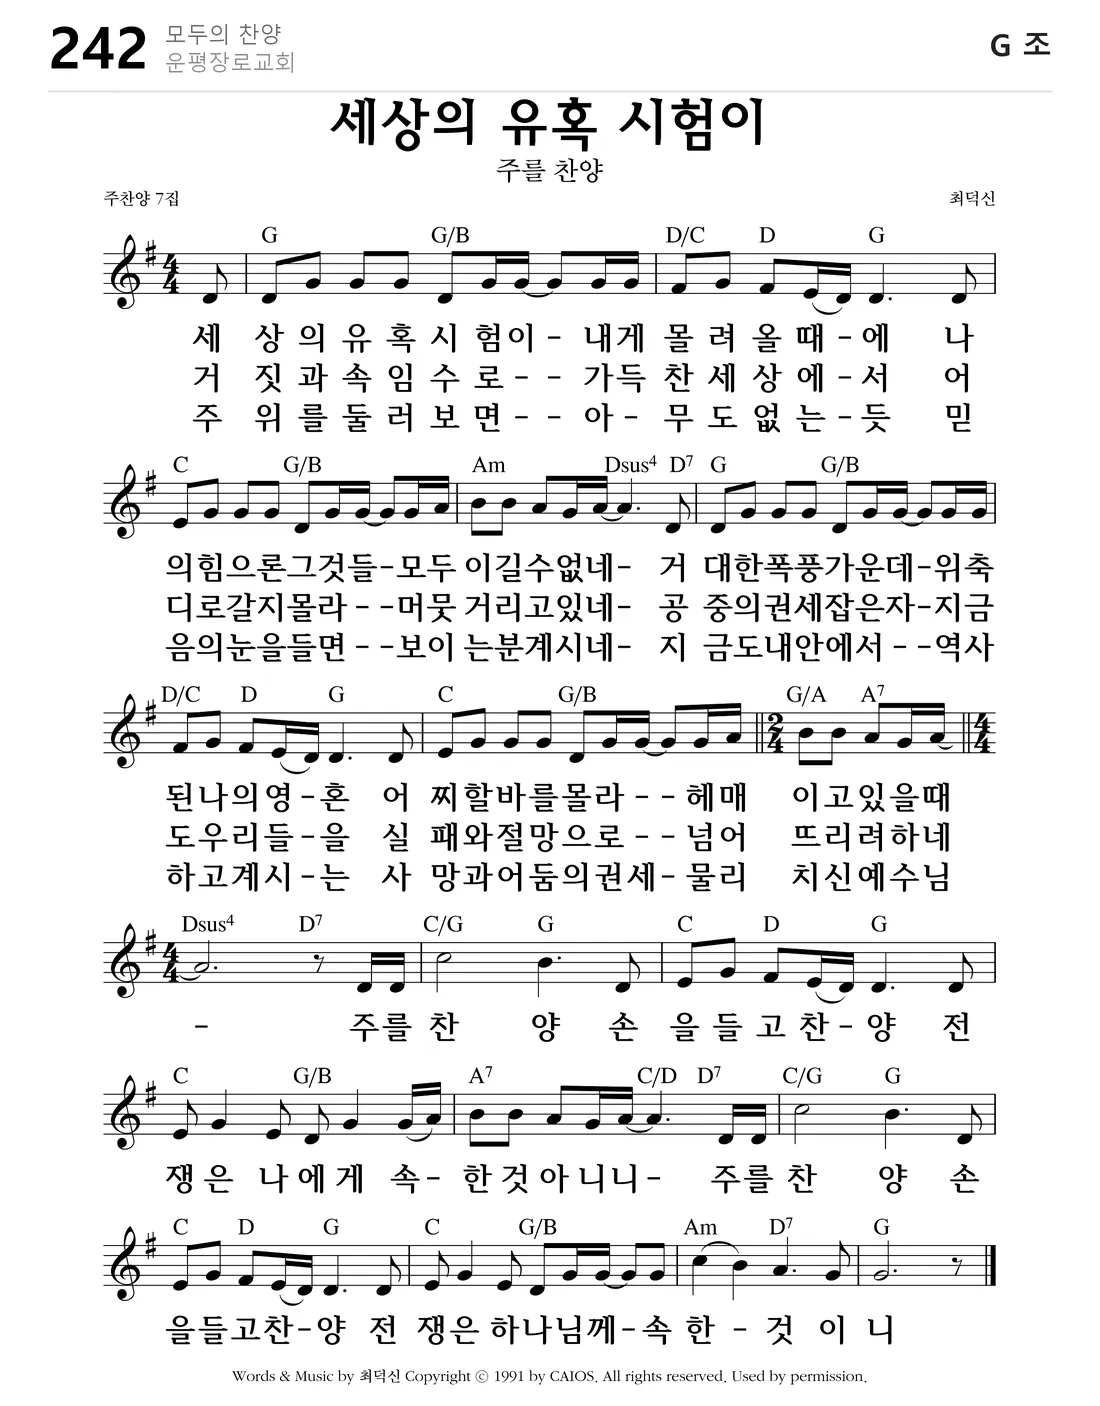 242 모두의 찬양
운평장로교회
G 조
세상의 유혹 시험이
주를 찬양
주찬양 7집 최덕신
G G/B D/C D G
세 상 의 유 혹 시 험이 - 내게 몰 려 올 때 - 에 나
거 짓 과 속 임 수 로 - - 가득 찬 세 상 에 - 서 어
주 위 를 둘 러 보 면 - - 아 - 무 도 없 는 - 듯 믿
C G/B Am Dsus4 D7 G G/B
의힘으론그것들-모두 이길수없네- 거 대한폭풍가운데-위축
디로갈지몰라 - -머뭇 거리고있네- 공 중의권세잡은자-지금
음의눈을들면 - -보이 는분계시네- 지 금도내안에서 - -역사
D/C D G C G/B G/A A7
된나의영-혼 어 찌할바를몰라 - -헤매 이고있을때
도우리들-을 실 패와절망으로 - -넘어 뜨리려하네
하고계시-는 사 망과어둠의권세- 물리 치신예수님
Dsus4 D7 C/G G C D G
- 주를 찬 양 손 을 들 고 찬 - 양 전
C G/B A7 C/D D7 C/G G
쟁 은 나 에 게 속 - 한 것 아 니 니 - 주를 찬 양 손
C D G C G/B Am D7 G
을들고찬-양 전 쟁은 하나님께-속 한 - 것 이 니
Words & Music by 최덕신 Copyright ⓒ 1991 by CAIOS. All rights reserved. Used by permission.